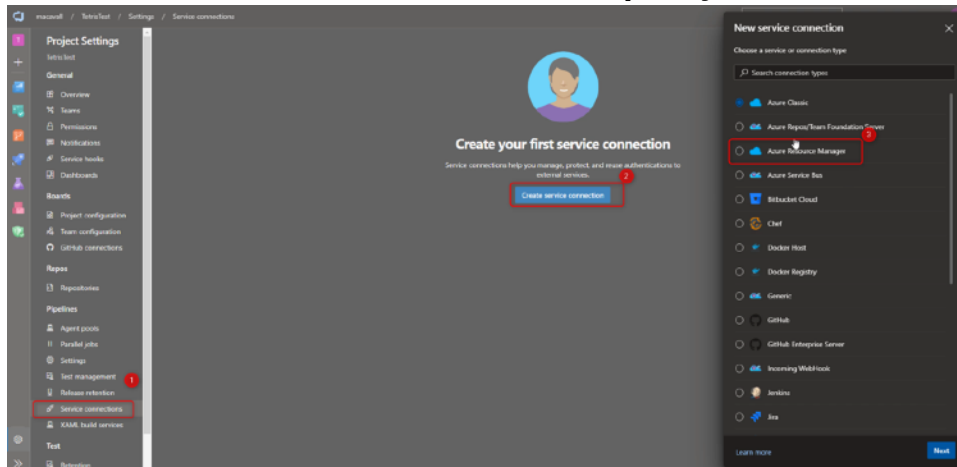 macavall / TetrisTest / Settings / Service connections
Project Settings
TetrisTest
General
Overview
Teams
Permissions
Notifications
Service hooks
Dashboards
Boards
Project configuration
Team configuration
GitHub connections
Repos
Repositories
Pipelines
Agent pools
Parallel jobs
Settings
Test management
1
Release retention
Service connections
XAML build services
Test
Retention
Create your first service connection
Service connections help you manage, protect, and reuse authentications to
external services.
2
Create service connection
New service connection
Choose a service or connection type
Search connection types
Azure Classic
Azure Repos/Team Foundation Server
3
Azure Resource Manager
Azure Service Bus
Bitbucket Cloud
Chef
Docker Host
Docker Registry
Generic
GitHub
GitHub Enterprise Server
Incoming WebHook
Jenkins
Jira
Learn more
Next